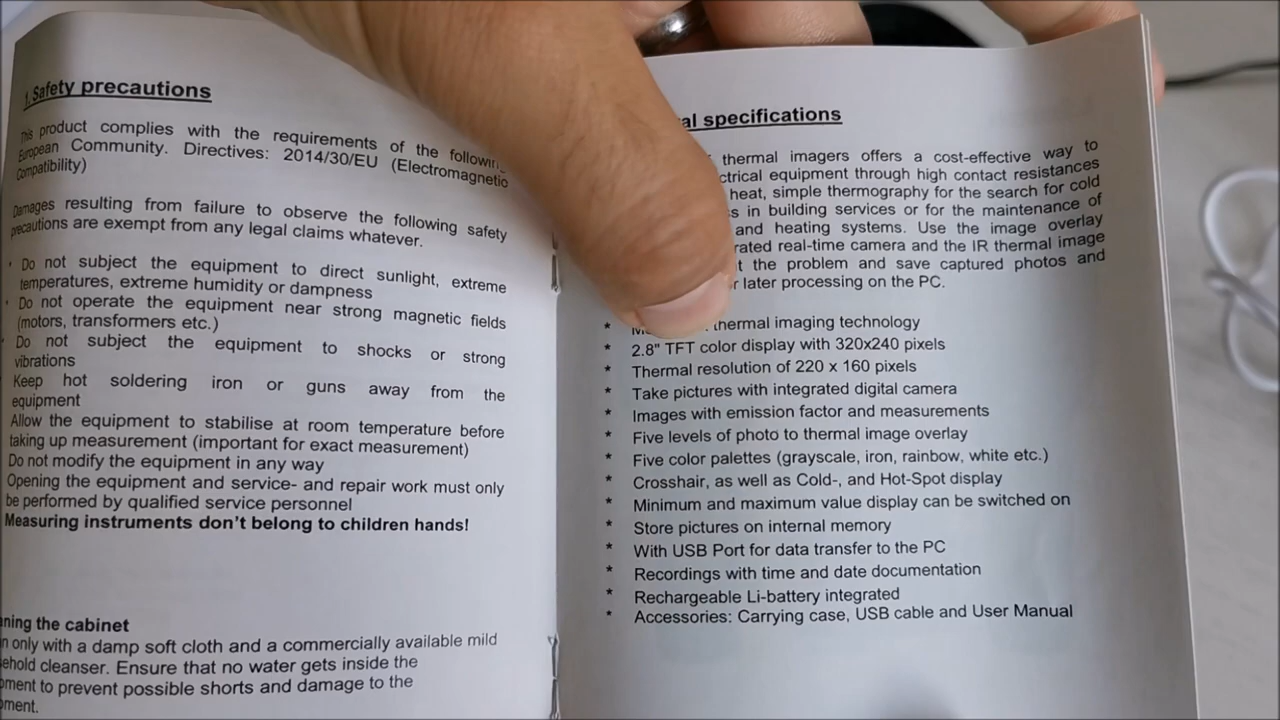 1. Safety precautions
This product complies with the requirements of the following
European Community. Directives: 2014/30/EU (Electromagnetic
Compatibility)
Damages resulting from failure to observe the following safety
precautions are exempt from any legal claims whatever.
· Do not subject the equipment to direct sunlight, extreme
temperatures, extreme humidity or dampness
· Do not operate the equipment near strong magnetic fields
(motors, transformers etc.)
· Do not subject the equipment to shocks or strong
vibrations
Keep hot soldering iron or guns away from the
equipment
Allow the equipment to stabilise at room temperature before
taking up measurement (important for exact measurement)
Do not modify the equipment in any way
Opening the equipment and service- and repair work must only
be performed by qualified service personnel
Measuring instruments don't belong to children hands!
ning the cabinet
n only with a damp soft cloth and a commercially available mild
ehold cleanser. Ensure that no water gets inside the
pment to prevent possible shorts and damage to the
pment.
al specifications
thermal imagers offers a cost-effective way to
ctrical equipment through high contact resistances
heat, simple thermography for the search for cold
s in building services or for the maintenance of
and heating systems. Use the image overlay
rated real-time camera and the IR thermal image
t the problem and save captured photos and
r later processing on the PC.
* thermal imaging technology
* 2.8" TFT color display with 320x240 pixels
* Thermal resolution of 220 x 160 pixels
* Take pictures with integrated digital camera
* Images with emission factor and measurements
* Five levels of photo to thermal image overlay
* Five color palettes (grayscale, iron, rainbow, white etc.)
* Crosshair, as well as Cold-, and Hot-Spot display
* Minimum and maximum value display can be switched on
* Store pictures on internal memory
* With USB Port for data transfer to the PC
* Recordings with time and date documentation
* Rechargeable Li-battery integrated
* Accessories: Carrying case, USB cable and User Manual